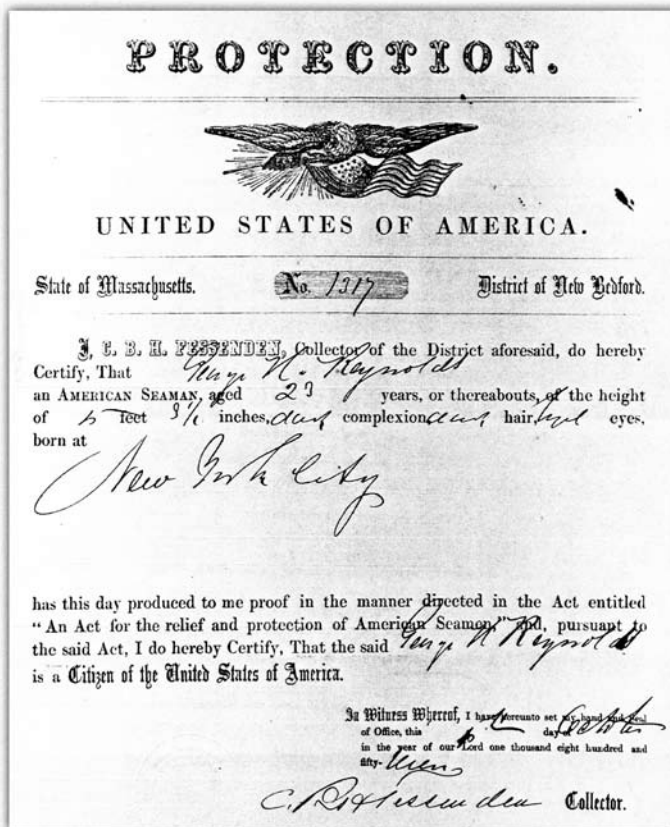 PROTECTION.
UNITED STATES OF AMERICA.
State of Massachusetts. No. 1317 District of New Bedford.
I, C. B. H. FESSENDEN, Collector of the District aforesaid, do hereby
Certify, That George N. Reynolds
an AMERICAN SEAMAN, aged 23 years, or thereabouts, of the height
of 5 feet inches, dark complexion dark hair, eyes,
born at
New York City
has this day produced to me proof in the manner directed in the Act entitled
“An Act for the relief and protection of American Seamen,” and, pursuant to
the said Act, I do hereby Certify, That the said George N Reynolds
is a Citizen of the United States of America.
In Witness Whereof, I have hereunto set my hand and Seal
of Office, this day of October
in the year of our Lord one thousand eight hundred and
fifty-
C. B. H. Fessenden Collector.